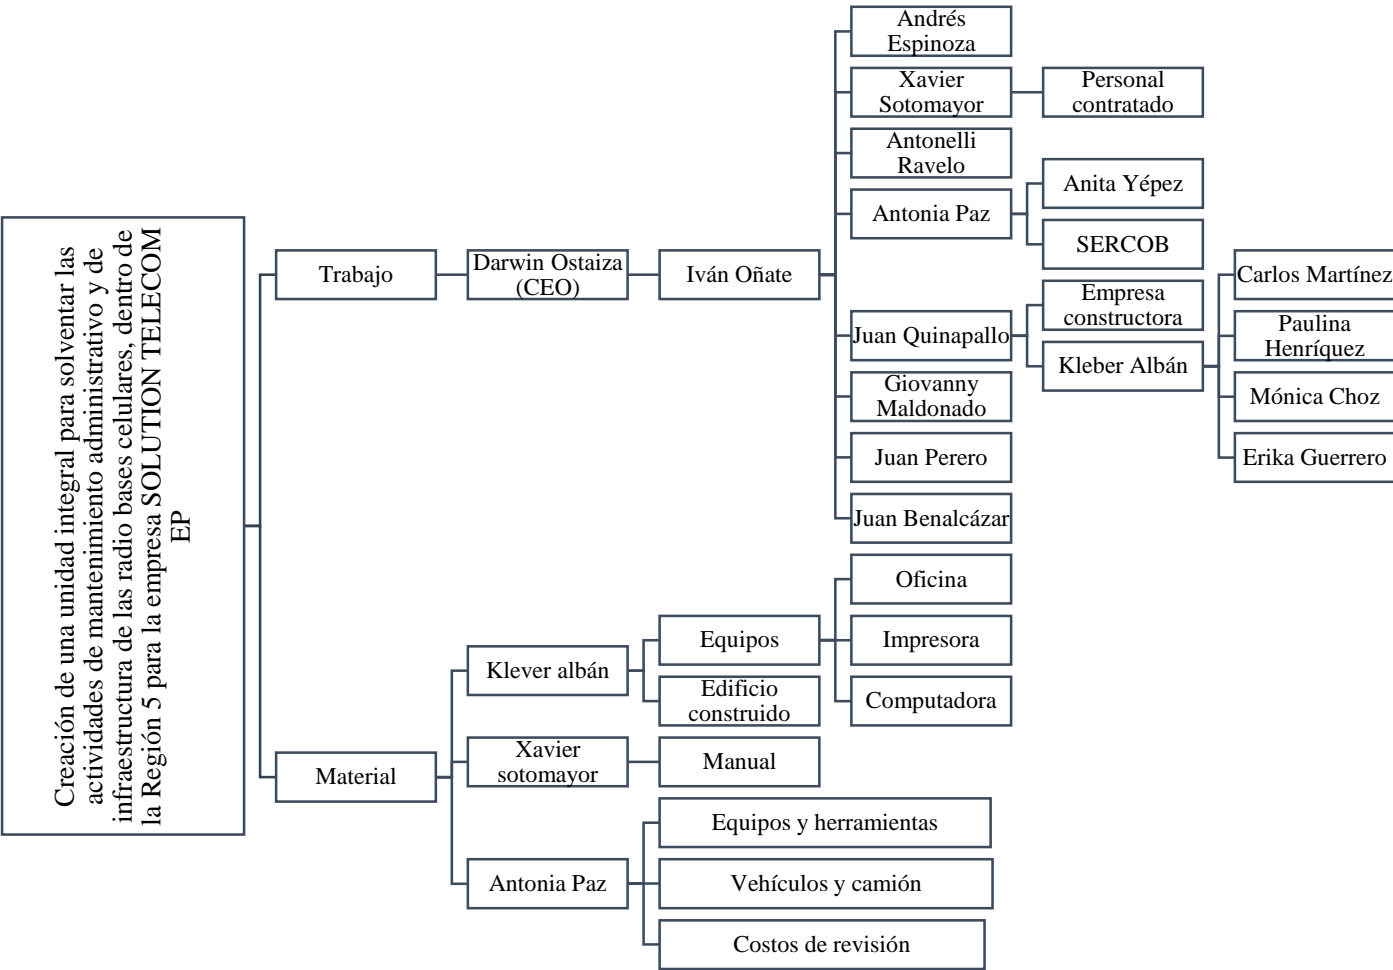 Creación de una unidad integral para solventar las
actividades de mantenimiento administrativo y de
infraestructura de las radio bases celulares, dentro de
la Región 5 para la empresa SOLUTION TELECOM
EP
Trabajo
Darwin Ostaiza
(CEO)
Iván Oñate
Andrés
Espinoza
Xavier
Sotomayor
Personal
contratado
Antonelli
Ravelo
Antonia Paz
Anita Yépez
SERCOB
Juan Quinapallo
Empresa
constructora
Kleber Albán
Carlos Martínez
Paulina
Henríquez
Mónica Choz
Erika Guerrero
Giovanny
Maldonado
Juan Perero
Juan Benalcázar
Material
Klever albán
Equipos
Oficina
Impresora
Computadora
Edificio
construido
Xavier
sotomayor
Manual
Antonia Paz
Equipos y herramientas
Vehículos y camión
Costos de revisión